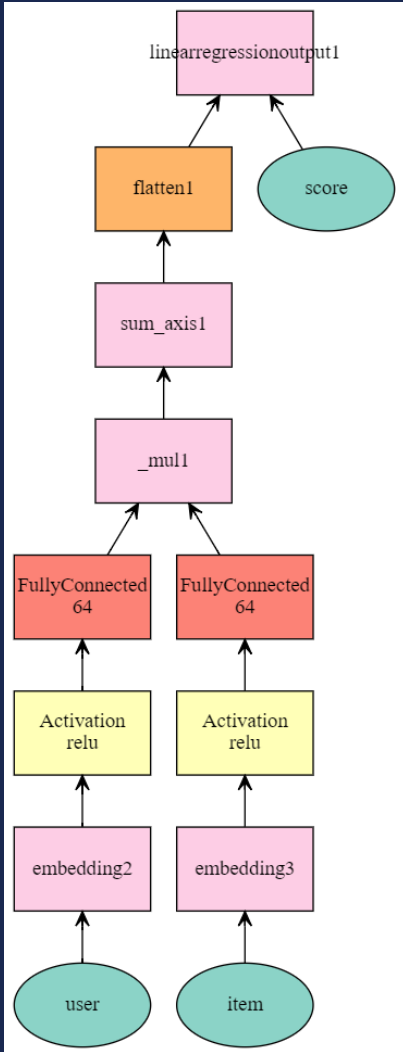 linearregressionoutput1
flatten1
score
sum_axis1
_mul1
FullyConnected
64
FullyConnected
64
Activation
relu
Activation
relu
embedding2
embedding3
user
item